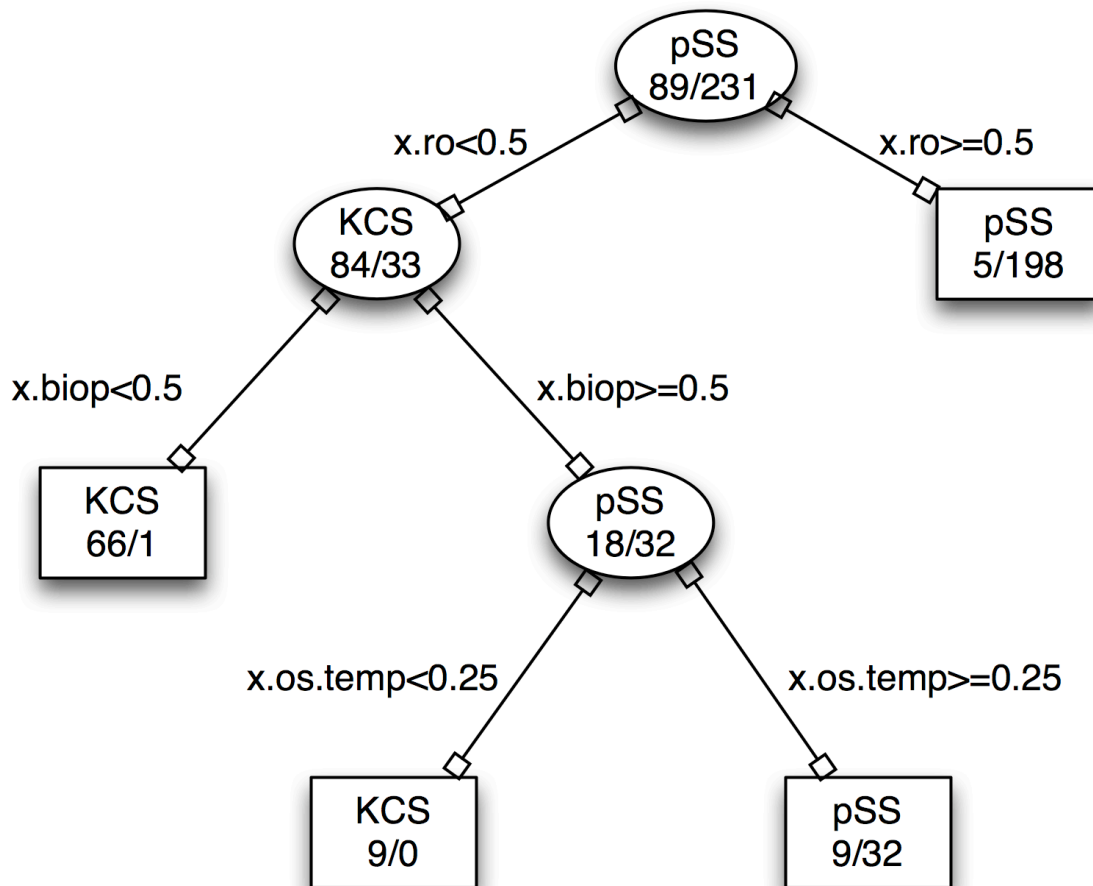 pSS
89/231
x.ro<0.5
x.ro>=0.5
KCS
84/33
pSS
5/198
x.biop<0.5
x.biop>=0.5
KCS
66/1
pSS
18/32
x.os.temp<0.25
x.os.temp>=0.25
KCS
9/0
pSS
9/32